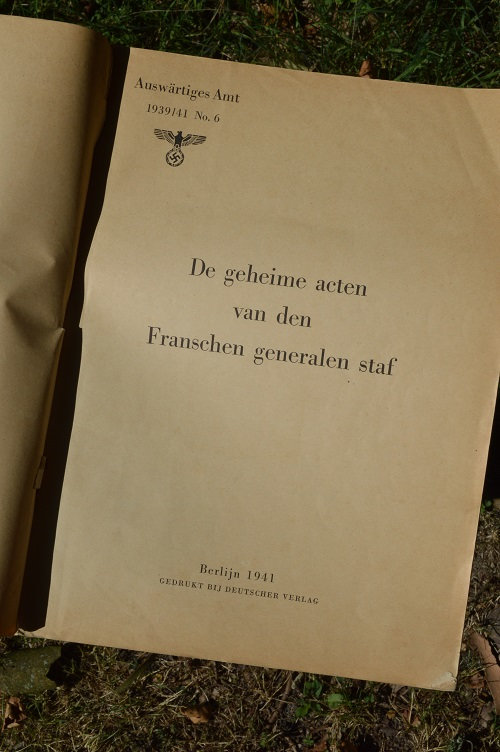 Auswärtiges Amt
1939/41 No. 6
De geheime acten
van den
Franschen generalen staf
Berlijn 1941
GEDRUKT BIJ DEUTSCHER VERLAG